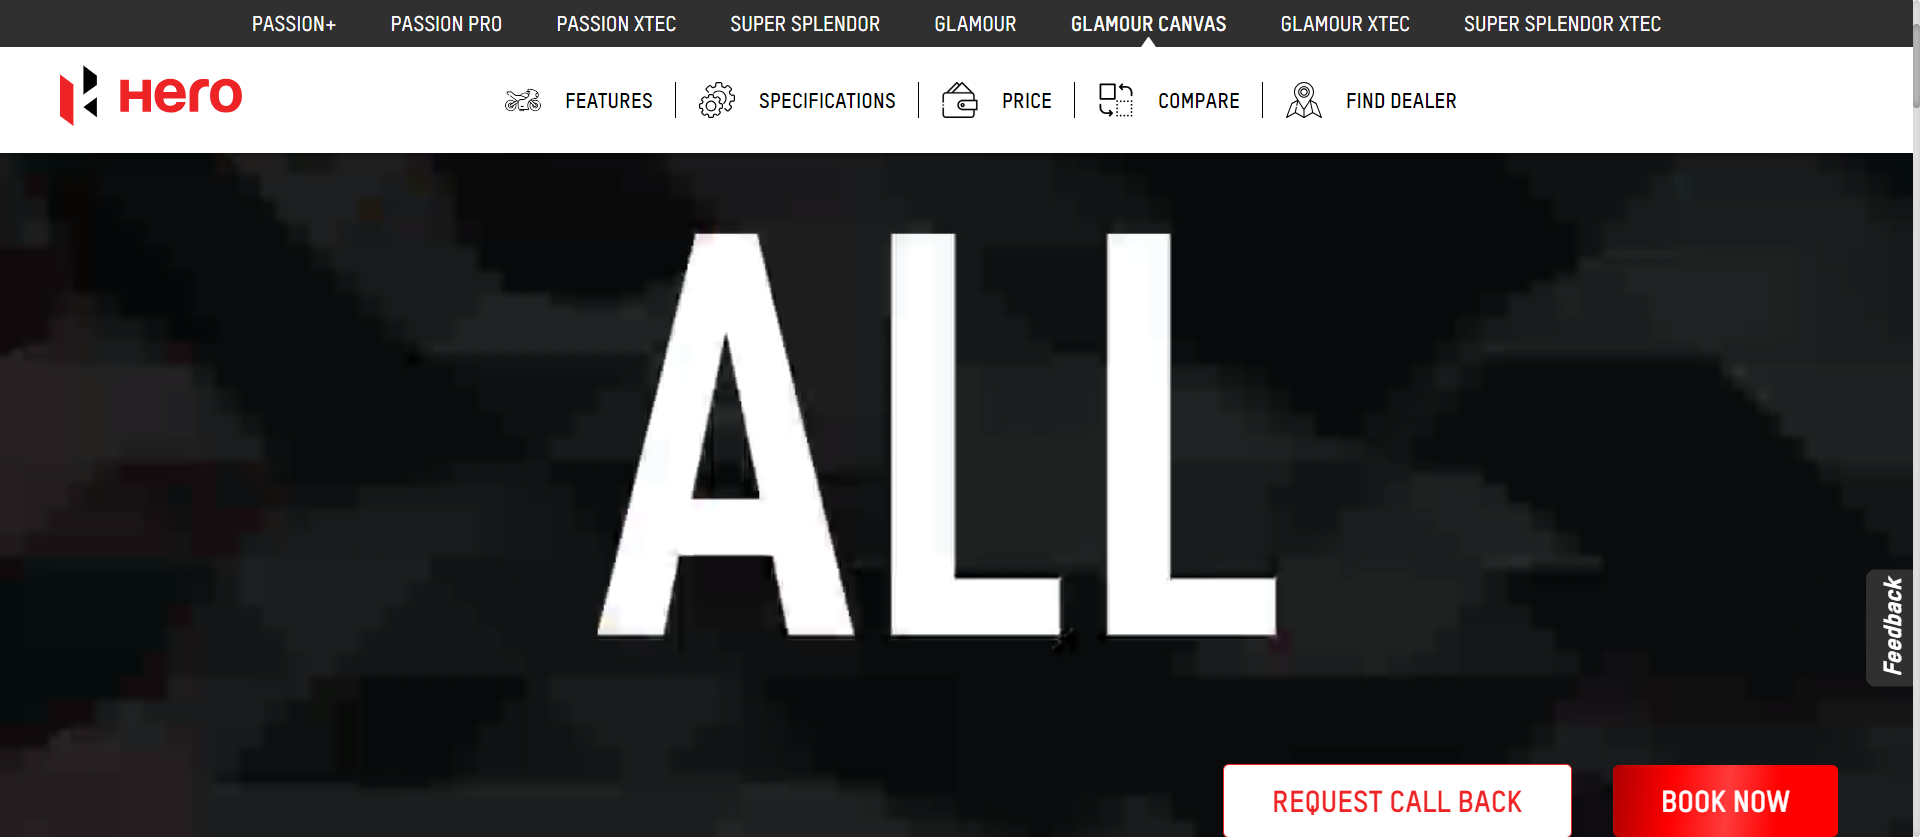 PASSION+ PASSION PRO PASSION XTEC SUPER SPLENDOR GLAMOUR GLAMOUR CANVAS GLAMOUR XTEC SUPER SPLENDOR XTEC
Hero FEATURES SPECIFICATIONS PRICE COMPARE FIND DEALER
ALL
Feedback
REQUEST CALL BACK BOOK NOW